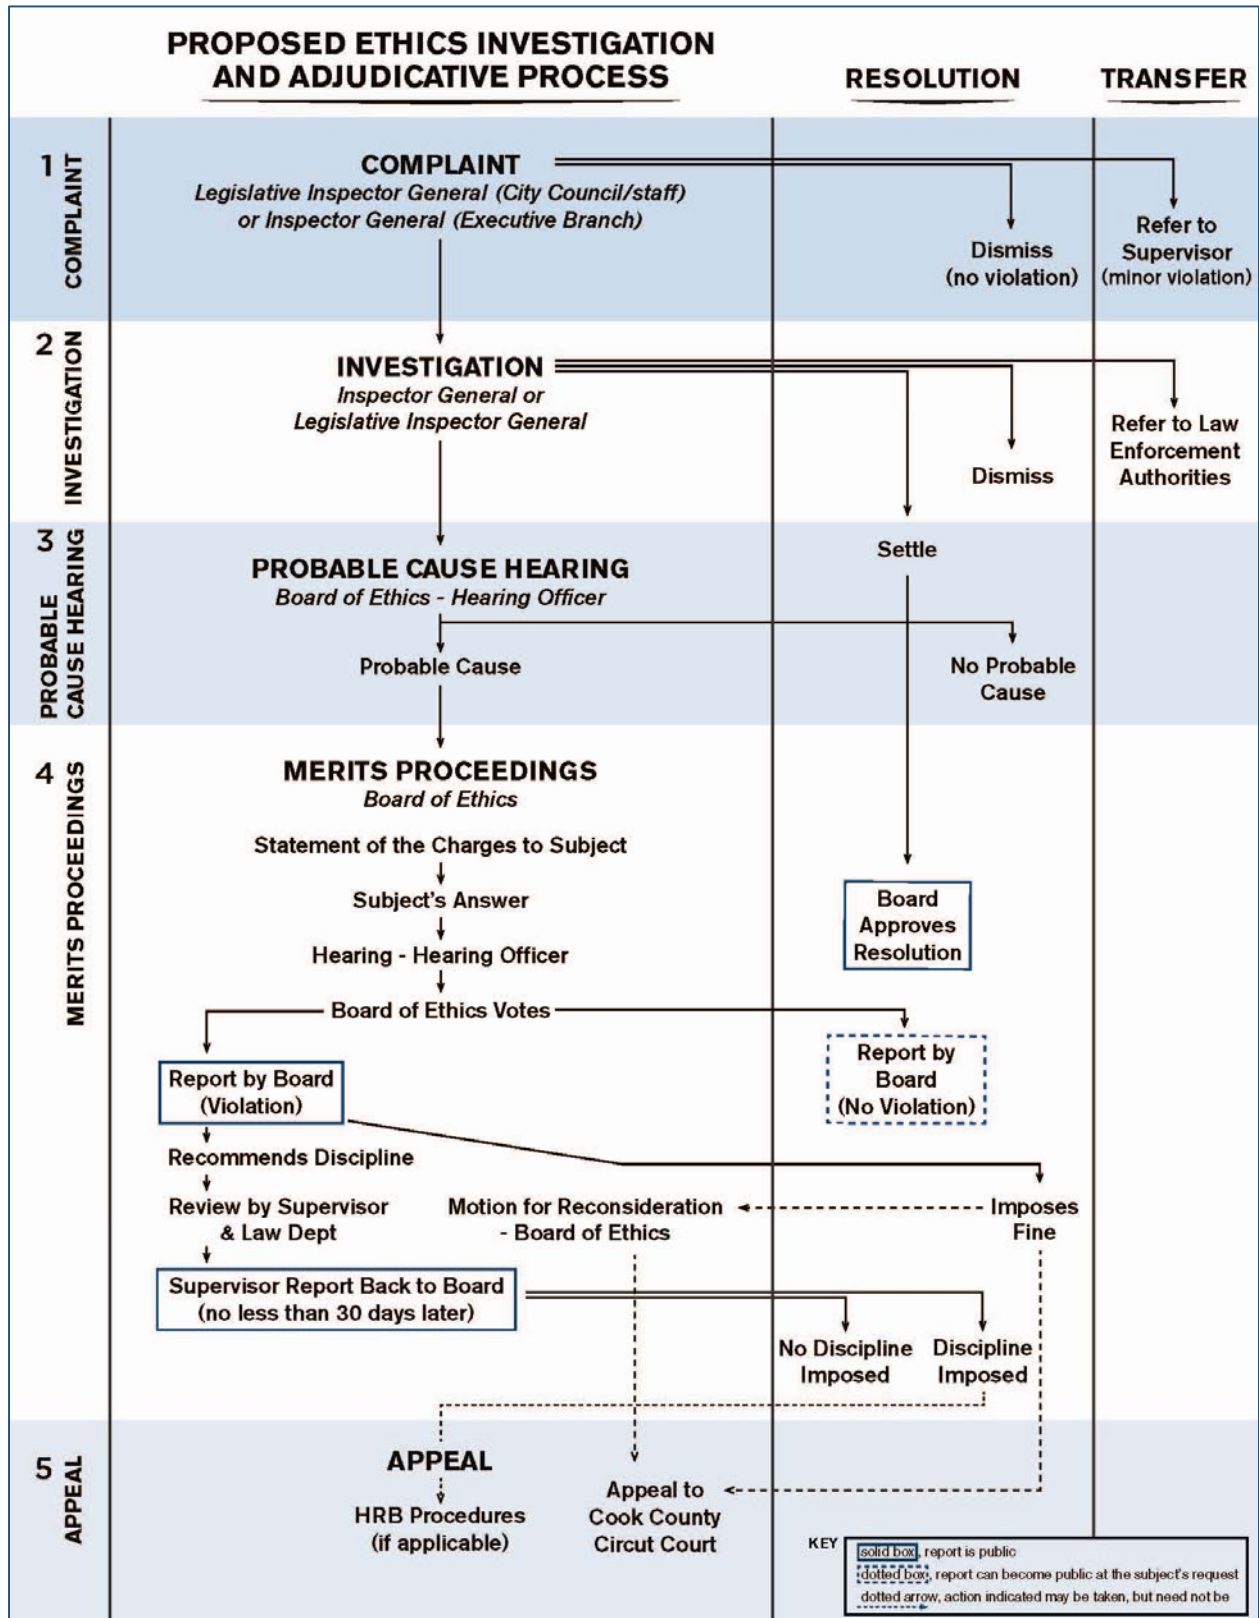 PROPOSED ETHICS INVESTIGATION
AND ADJUDICATIVE PROCESS
RESOLUTION
TRANSFER
1
COMPLAINT
COMPLAINT
Legislative Inspector General (City Council/staff)
or Inspector General (Executive Branch)
Dismiss
(no violation)
Refer to
Supervisor
(minor violation)
2
INVESTIGATION
INVESTIGATION
Inspector General or
Legislative Inspector General
Dismiss
Refer to Law
Enforcement
Authorities
3
PROBABLE
CAUSE HEARING
Settle
PROBABLE CAUSE HEARING
Board of Ethics - Hearing Officer
Probable Cause
No Probable
Cause
4
MERITS PROCEEDINGS
MERITS PROCEEDINGS
Board of Ethics
Statement of the Charges to Subject
Subject's Answer
Hearing - Hearing Officer
Board of Ethics Votes
Board
Approves
Resolution
Report by Board
(Violation)
Report by
Board
(No Violation)
Recommends Discipline
Review by Supervisor
& Law Dept
Motion for Reconsideration
- Board of Ethics
Imposes
Fine
Supervisor Report Back to Board
(no less than 30 days later)
No Discipline
Imposed
Discipline
Imposed
5
APPEAL
APPEAL
HRB Procedures
(if applicable)
Appeal to
Cook County
Circut Court
KEY
solid box, report is public
dotted box, report can become public at the subject's request
dotted arrow, action indicated may be taken, but need not be